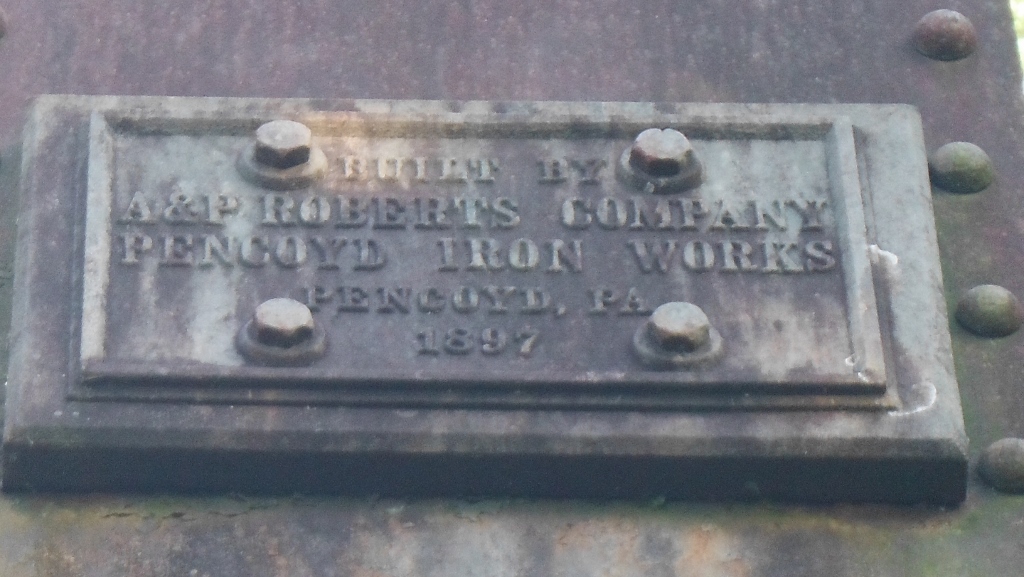 BUILT BY
A&P ROBERTS COMPANY
PENCOYD IRON WORKS
PENCOYD, PA
1897